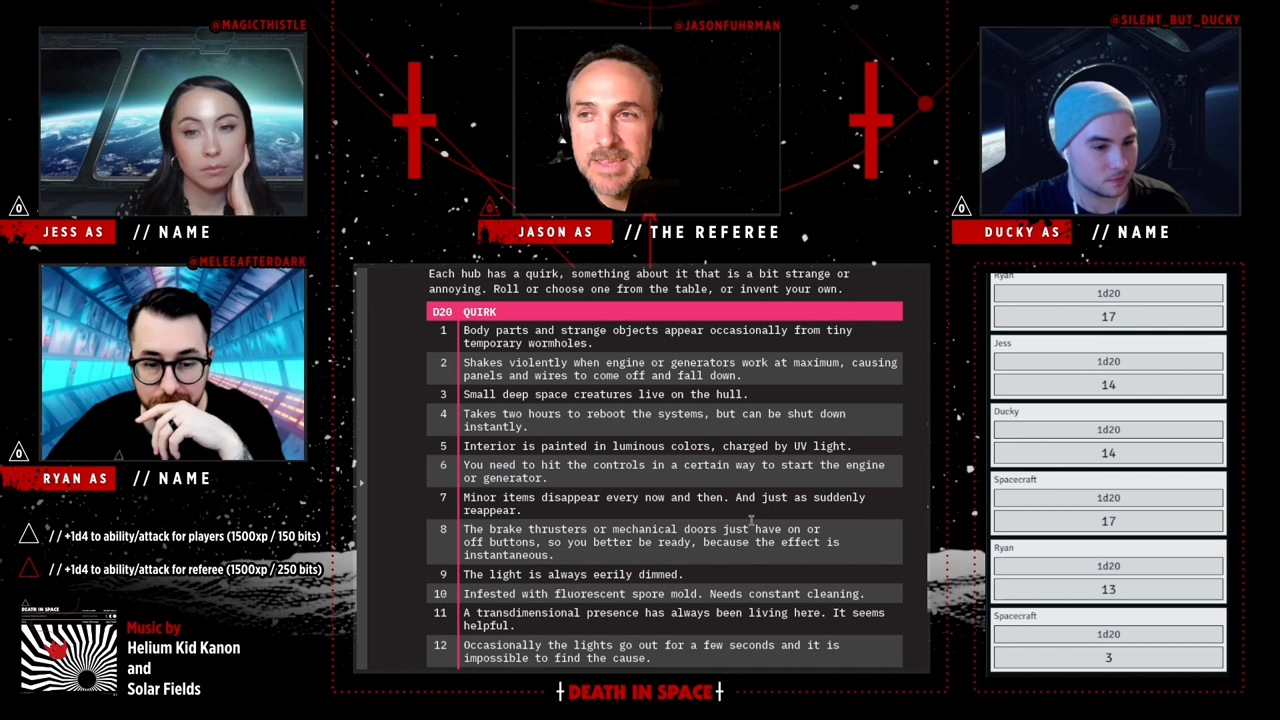 @MAGICTHISTLE
@JASONFUHRMAN
@SILENT_BUT_DUCKY
0
JESS AS // NAME
0
JASON AS // THE REFEREE
0
DUCKY AS // NAME
@MELEEAFTERDARK
0
RYAN AS // NAME
// +1d4 to ability/attack for players (1500xp / 150 bits)
// +1d4 to ability/attack for referee (1500xp / 250 bits)
DEATH IN SPACE
Music by
Helium Kid Kanon
and
Solar Fields
Each hub has a quirk, something about it that is a bit strange or
annoying. Roll or choose one from the table, or invent your own.
D20 QUIRK
1 Body parts and strange objects appear occasionally from tiny
temporary wormholes.
2 Shakes violently when engine or generators work at maximum, causing
panels and wires to come off and fall down.
3 Small deep space creatures live on the hull.
4 Takes two hours to reboot the systems, but can be shut down
instantly.
5 Interior is painted in luminous colors, charged by UV light.
6 You need to hit the controls in a certain way to start the engine
or generator.
7 Minor items disappear every now and then. And just as suddenly
reappear.
8 The brake thrusters or mechanical doors just have on or
off buttons, so you better be ready, because the effect is
instantaneous.
9 The light is always eerily dimmed.
10 Infested with fluorescent spore mold. Needs constant cleaning.
11 A transdimensional presence has always been living here. It seems
helpful.
12 Occasionally the lights go out for a few seconds and it is
impossible to find the cause.
DEATH IN SPACE
Ryan
1d20
17
Jess
1d20
14
Ducky
1d20
14
Spacecraft
1d20
17
Ryan
1d20
13
Spacecraft
1d20
3